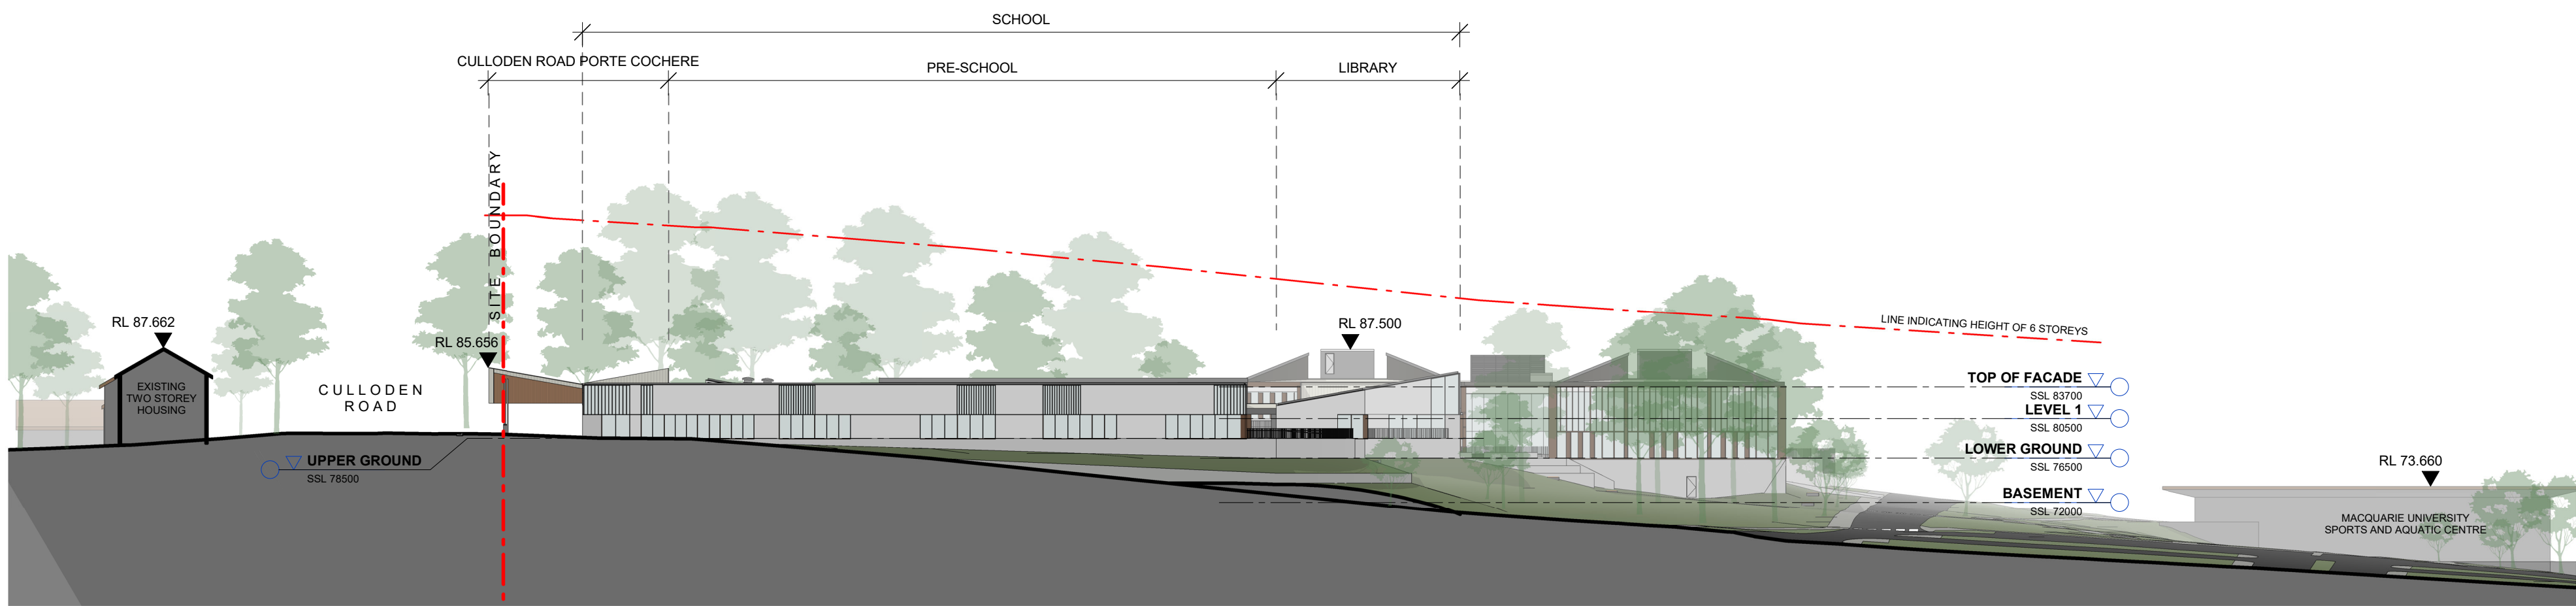 SCHOOL
CULLODEN ROAD PORTE COCHERE
PRE-SCHOOL
LIBRARY
SITE BOUNDARY
RL 87.662
RL 85.656
RL 87.500
LINE INDICATING HEIGHT OF 6 STOREYS
EXISTING
TWO STOREY
HOUSING
CULLODEN
ROAD
TOP OF FACADE
SSL 83700
LEVEL 1
SSL 80500
UPPER GROUND
SSL 78500
LOWER GROUND
SSL 76500
BASEMENT
SSL 72000
RL 73.660
MACQUARIE UNIVERSITY
SPORTS AND AQUATIC CENTRE